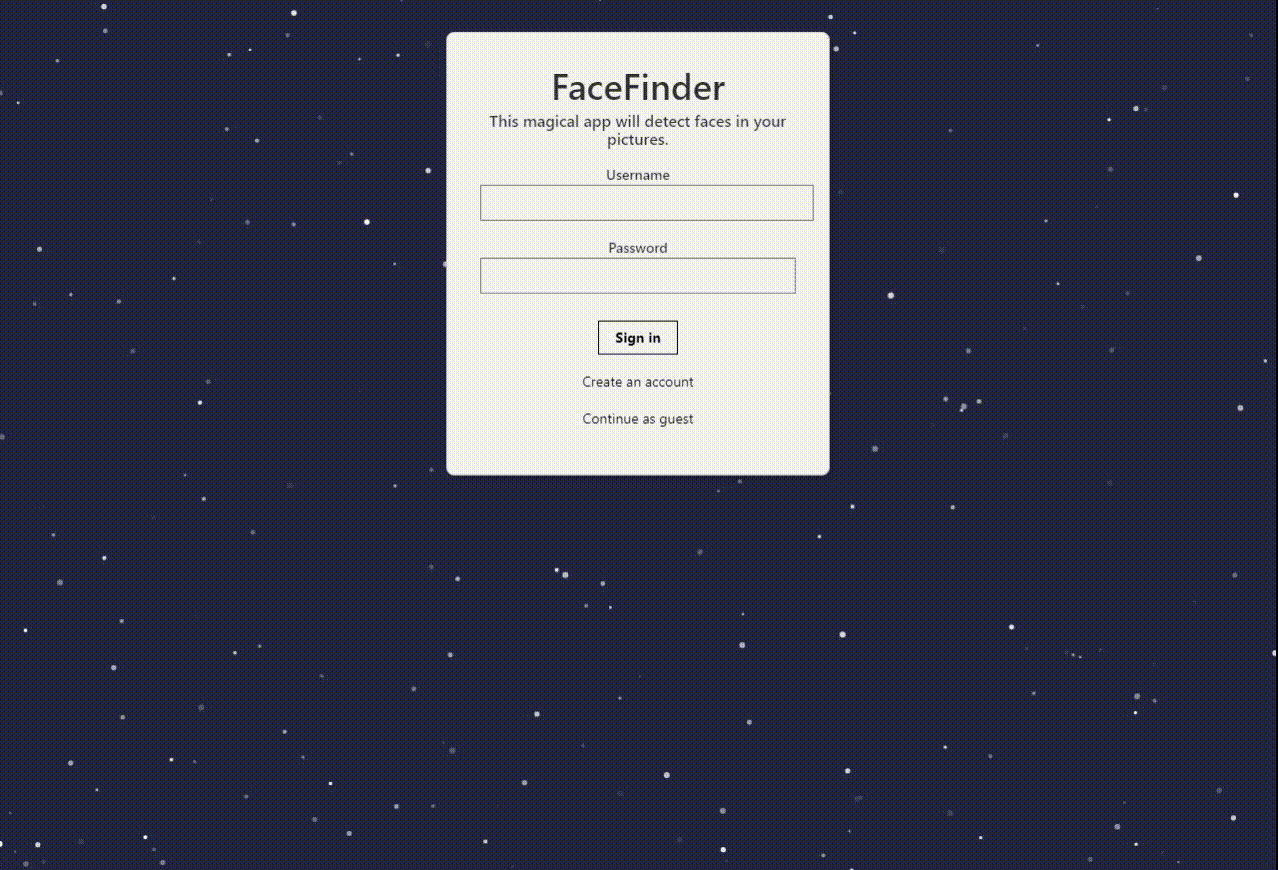 FaceFinder
This magical app will detect faces in your
pictures.
Username
Password
Sign in
Create an account
Continue as guest